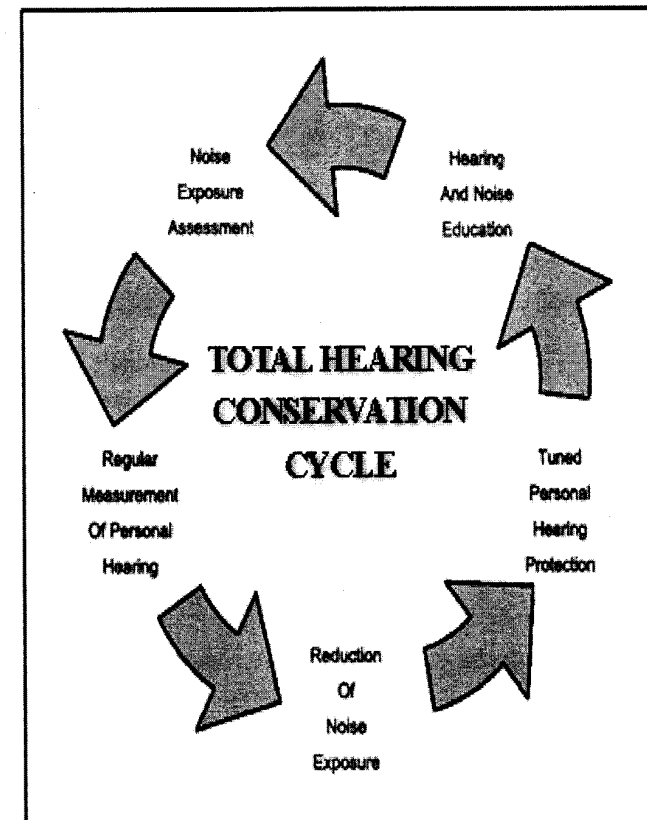 Noise
Exposure
Assessment
Hearing
And Noise
Education
TOTAL HEARING
CONSERVATION
CYCLE
Regular
Measurement
Of Personal
Hearing
Tuned
Personal
Hearing
Protection
Reduction
Of
Noise
Exposure